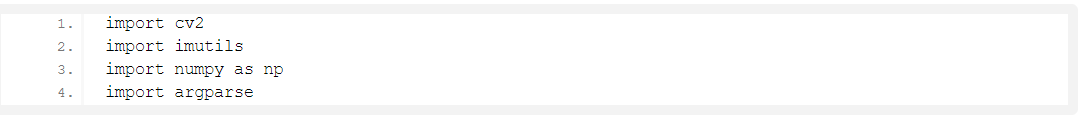 1. import cv2
2. import imutils
3. import numpy as np
4. import argparse